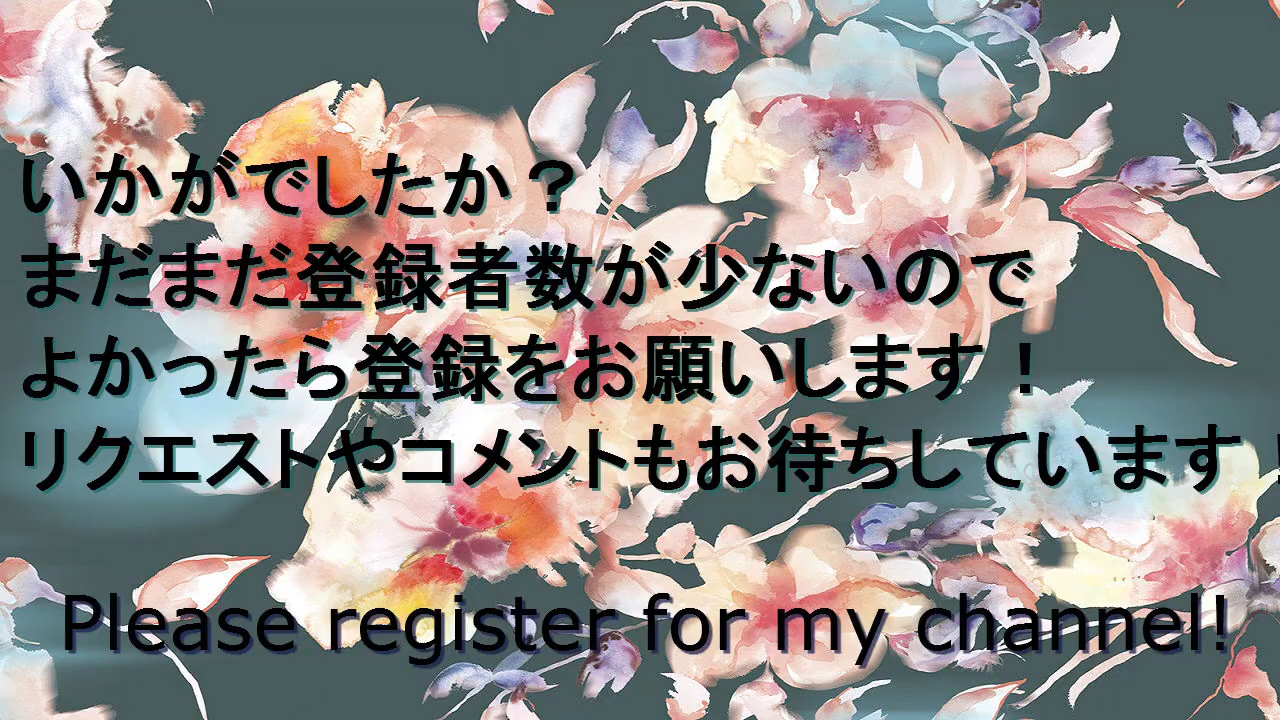 いかがでしたか？
まだまだ登録者数が少ないので
よかったら登録をお願いします！
リクエストやコメントもお待ちしています！
Please register for my channel!